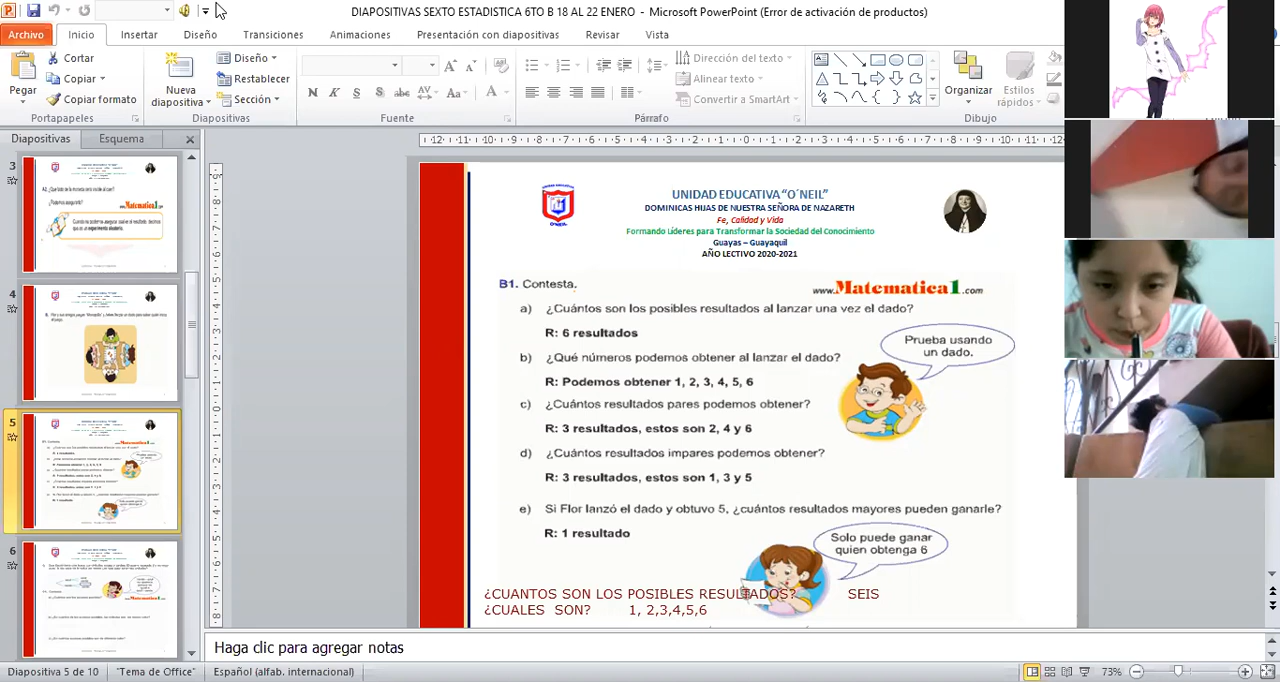 DIAPOSITIVAS SEXTO ESTADISTICA 6TO B 18 AL 22 ENERO - Microsoft PowerPoint (Error de activación de productos)
Archivo Inicio Insertar Diseño Transiciones Animaciones Presentación con diapositivas Revisar Vista
Cortar
Copiar
Copiar formato
Pegar
Portapapeles
Nueva diapositiva
Diseño
Restablecer
Sección
Diapositivas
Fuente
Dirección del texto
Alinear texto
Convertir a SmartArt
Párrafo
Organizar
Estilos rápidos
Dibujo
Diapositivas Esquema
3
4
5
6
UNIDAD EDUCATIVA “O´NEIL”
DOMINICAS HIJAS DE NUESTRA SEÑORA DE NAZARETH
Fe, Calidad y Vida
Formando Líderes para Transformar la Sociedad del Conocimiento
Guayas – Guayaquil
AÑO LECTIVO 2020-2021
B1. Contesta.
www.Matematica1.com
a) ¿Cuántos son los posibles resultados al lanzar una vez el dado?
R: 6 resultados
Prueba usando un dado.
b) ¿Qué números podemos obtener al lanzar el dado?
R: Podemos obtener 1, 2, 3, 4, 5, 6
c) ¿Cuántos resultados pares podemos obtener?
R: 3 resultados, estos son 2, 4 y 6
d) ¿Cuántos resultados impares podemos obtener?
R: 3 resultados, estos son 1, 3 y 5
e) Si Flor lanzó el dado y obtuvo 5, ¿cuántos resultados mayores pueden ganarle?
R: 1 resultado
Solo puede ganar quien obtenga 6
SON LOS POSIBLES SEIS
¿CUALES SON? 1, 2,3,4,5,6
Haga clic para agregar notas
Diapositiva 5 de 10 "Tema de Office" Español (alfab. internacional) 73%